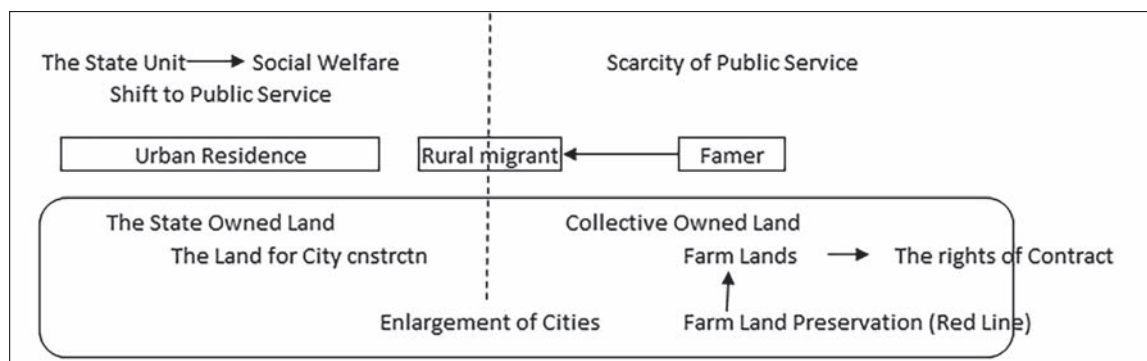 The State Unit → Social Welfare
Scarcity of Public Service
Shift to Public Service
Urban Residence
Rural migrant
Famer
The State Owned Land
Collective Owned Land
The Land for City cnstrctn
Farm Lands → The rights of Contract
Enlargement of Cities
Farm Land Preservation (Red Line)